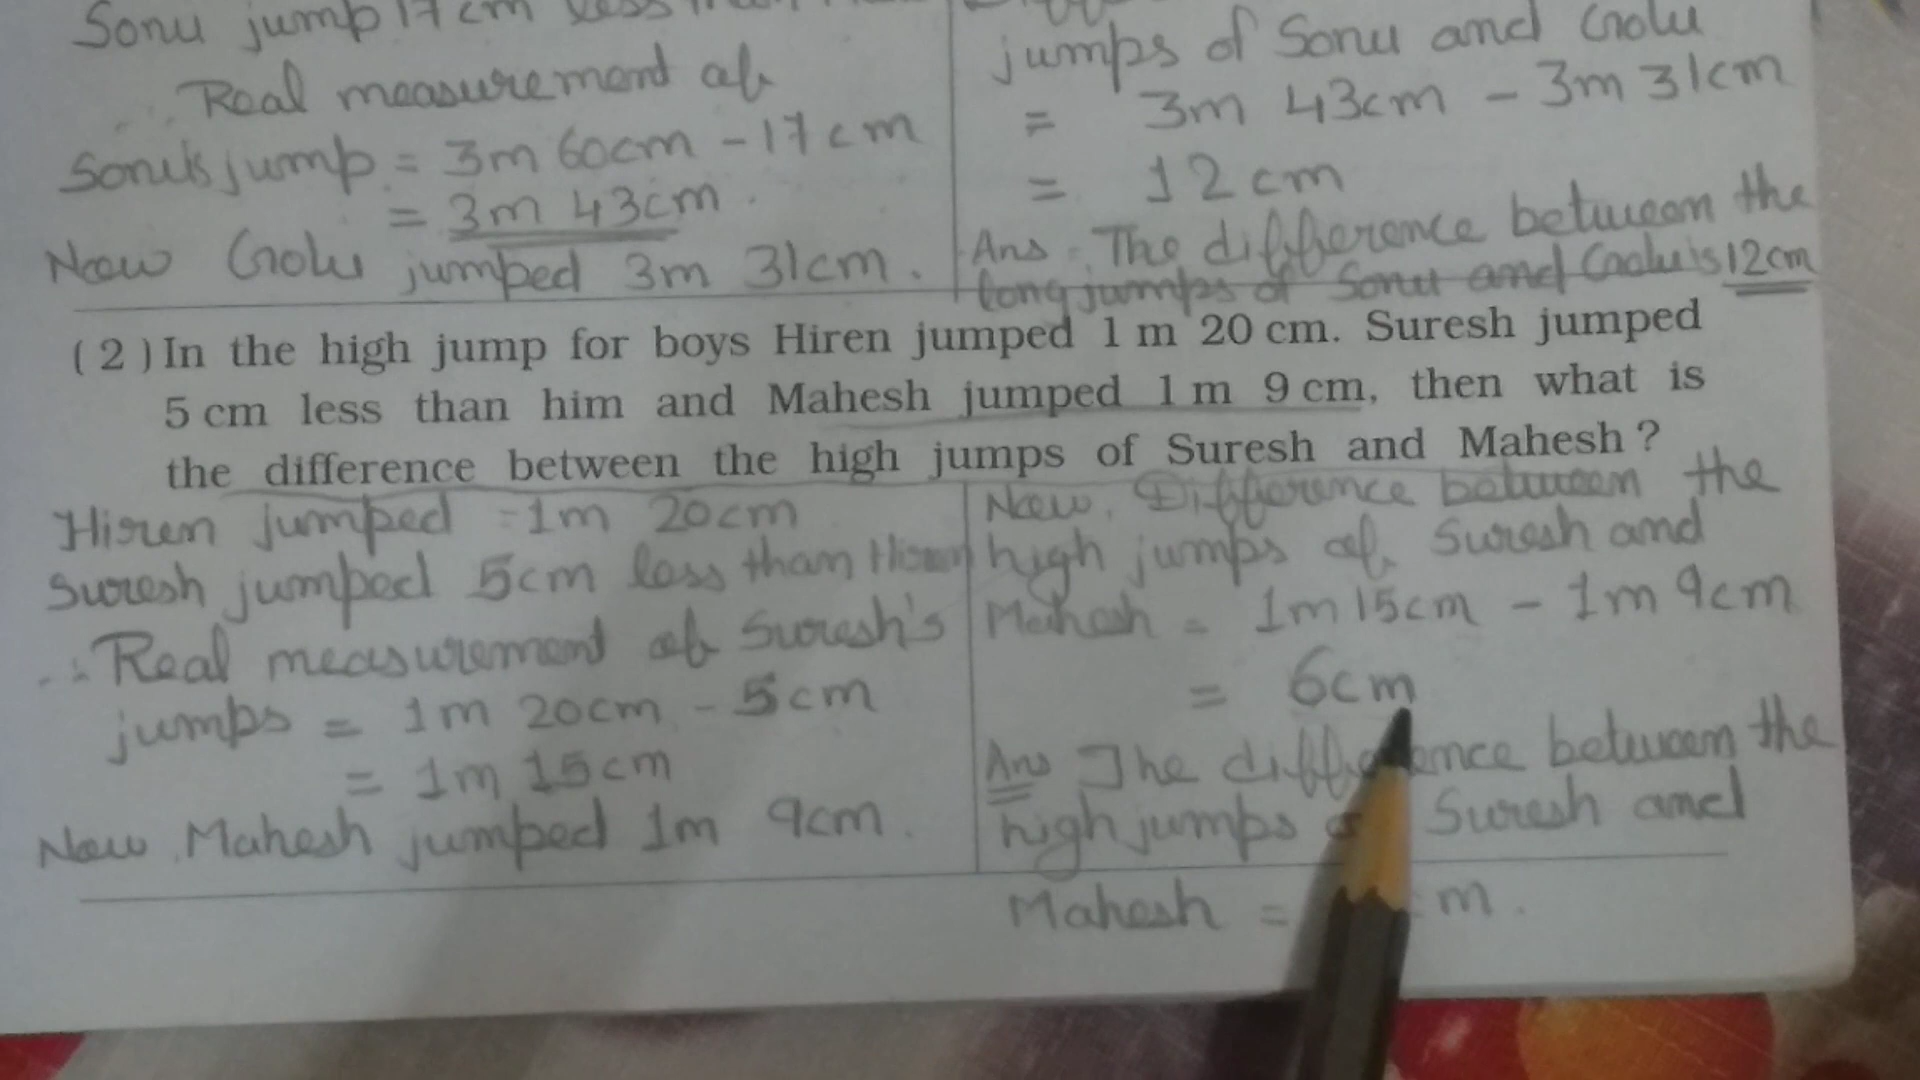 Sonu jump 17cm less
∴ Real measurement of
Sonu's jump = 3m 60cm - 17cm
= 3m 43cm.
Now Golu jumped 3m 31cm.
jumps of Sonu and Golu
= 3m 43cm - 3m 31cm
= 12cm
Ans. The difference between the
long jumps of Sonu and Golu is 12cm
(2) In the high jump for boys Hiren jumped 1 m 20 cm. Suresh jumped
5 cm less than him and Mahesh jumped 1 m 9 cm, then what is
the difference between the high jumps of Suresh and Mahesh?
Hiren jumped = 1m 20cm
Suresh jumped 5cm less than Hiren
∴ Real measurement of Suresh's
jumps = 1m 20cm - 5cm
= 1m 15cm
Now, Mahesh jumped 1m 9cm.
Now, Difference between the
high jumps of Suresh and
Mahesh = 1m 15cm - 1m 9cm
= 6cm
Ans The difference between the
high jumps Suresh and
Mahesh = m.